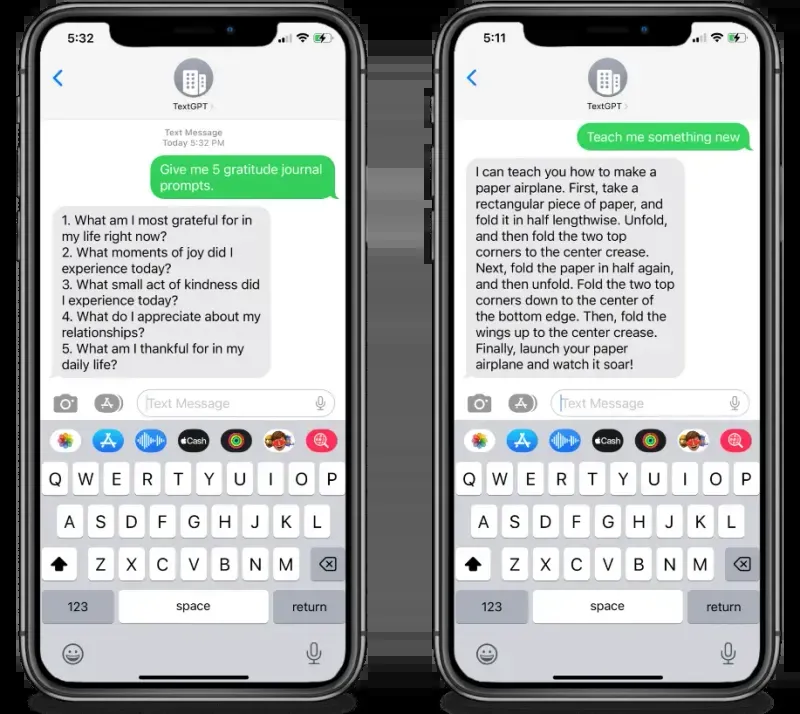 5:32
TextGPT
Text Message
Today 5:32 PM
Give me 5 gratitude journal
prompts.
1. What am I most grateful for in
my life right now?
2. What moments of joy did I
experience today?
3. What small act of kindness did
I experience today?
4. What do I appreciate about my
relationships?
5. What am I thankful for in my
daily life?
Text Message
Cash
Q W E R T Y U I O P
A S D F G H J K L
Z X C V B N M
123 space return
5:11
TextGPT
Teach me something new
I can teach you how to make a
paper airplane. First, take a
rectangular piece of paper, and
fold it in half lengthwise. Unfold,
and then fold the two top
corners to the center crease.
Next, fold the paper in half again,
and then unfold. Fold the two top
corners down to the center of
the bottom edge. Then, fold the
wings up to the center crease.
Finally, launch your paper
airplane and watch it soar!
Text Message
Cash
Q W E R T Y U I O P
A S D F G H J K L
Z X C V B N M
123 space return